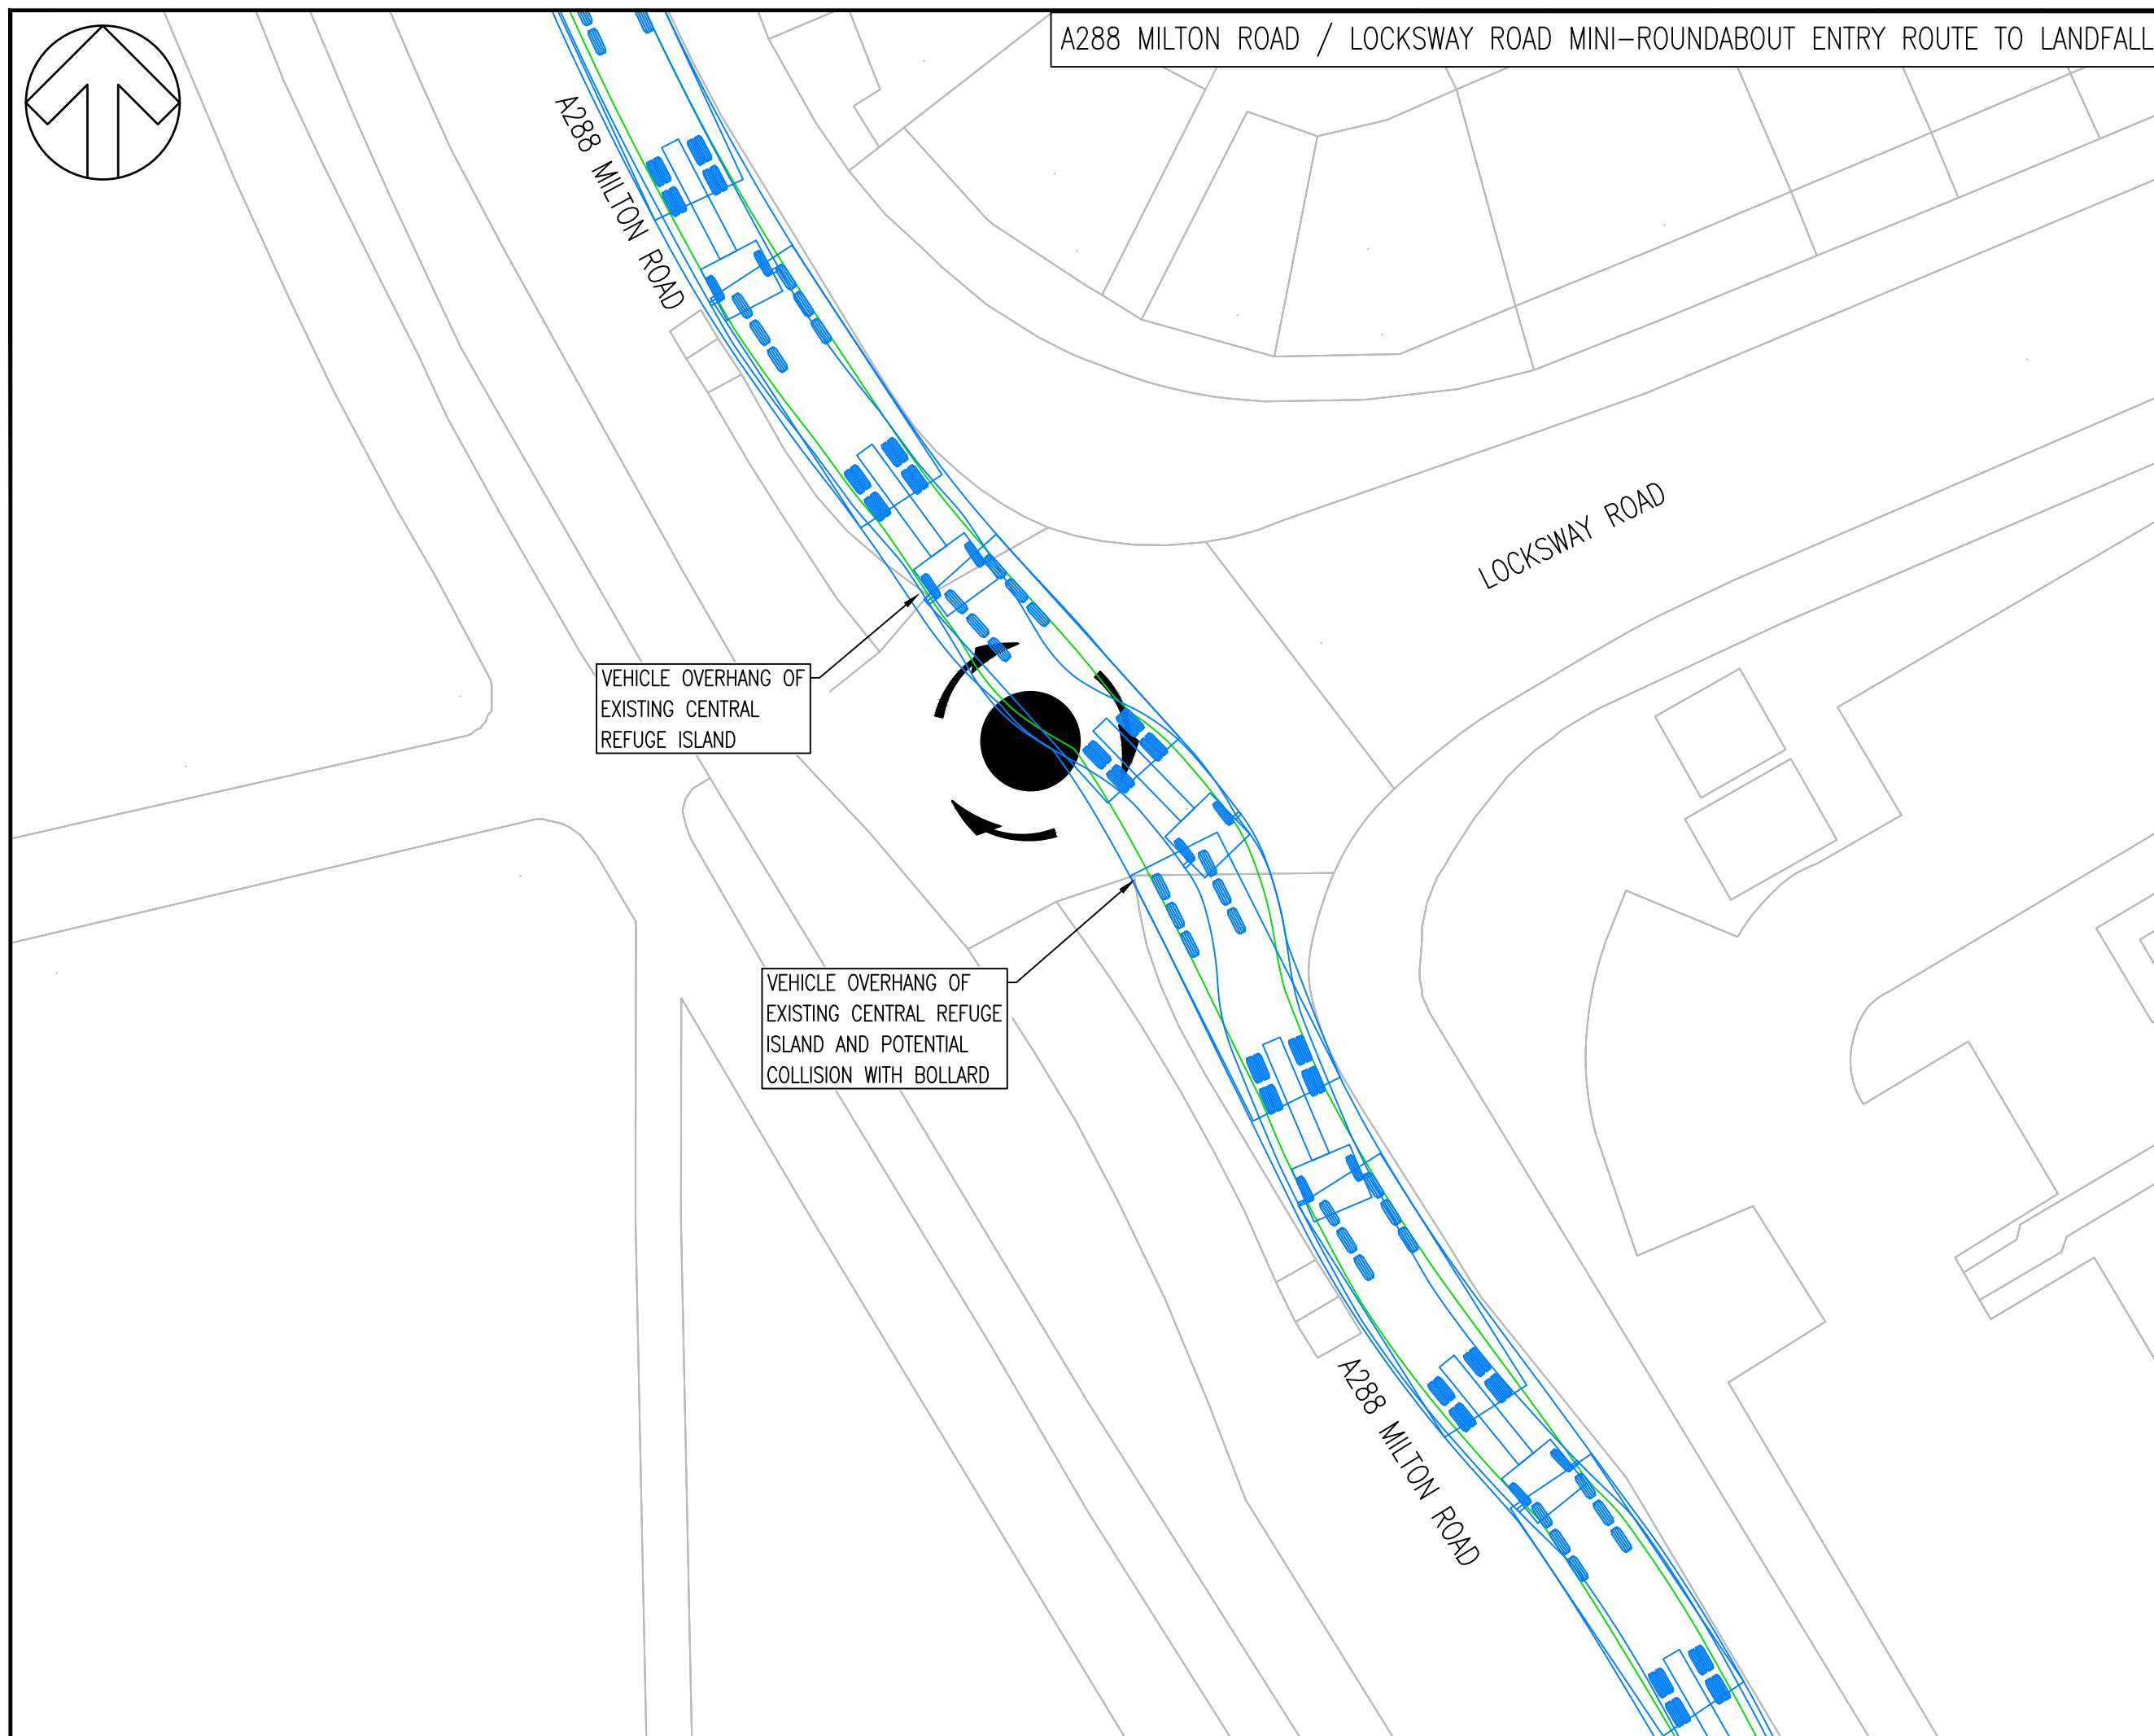 A288 MILTON ROAD / LOCKSWAY ROAD MINI-ROUNDABOUT ENTRY ROUTE TO LANDFALL
A288 MILTON ROAD
LOCKSWAY ROAD
VEHICLE OVERHANG OF
EXISTING CENTRAL
REFUGE ISLAND
VEHICLE OVERHANG OF
EXISTING CENTRAL REFUGE
ISLAND AND POTENTIAL
COLLISION WITH BOLLARD
A288 MILTON ROAD